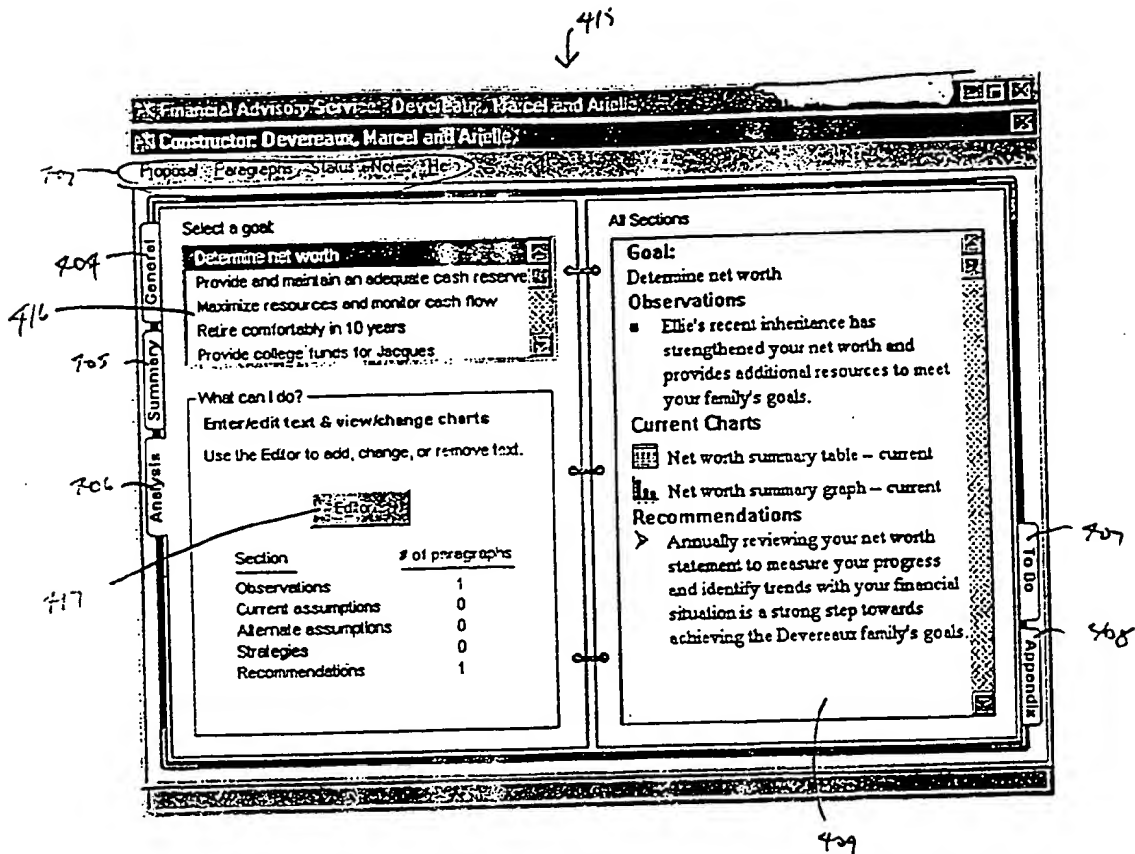 415
Financial Advisory Service: Devereaux, Marcel and Arielle
Constructor: Devereaux, Marcel and Arielle
Proposal Paragraphs Status Note
404
416
406
417
General
Summary
Analysis
Select a goal:
Determine net worth
Provide and maintain an adequate cash reserve
Maximize resources and monitor cash flow
Retire comfortably in 10 years
Provide college funds for Jacques
What can I do?
Enter/edit text & view/change charts
Use the Editor to add, change, or remove text.
Editor
Section # of paragraphs
Observations 1
Current assumptions 0
Alternate assumptions 0
Strategies 0
Recommendations 1
All Sections
Goal:
Determine net worth
Observations
Ellie's recent inheritance has
strengthened your net worth and
provides additional resources to meet
your family's goals.
Current Charts
Net worth summary table – current
Net worth summary graph – current
Recommendations
Annually reviewing your net worth
statement to measure your progress
and identify trends with your financial
situation is a strong step towards
achieving the Devereaux family's goals.
To Do
Appendix
408
409